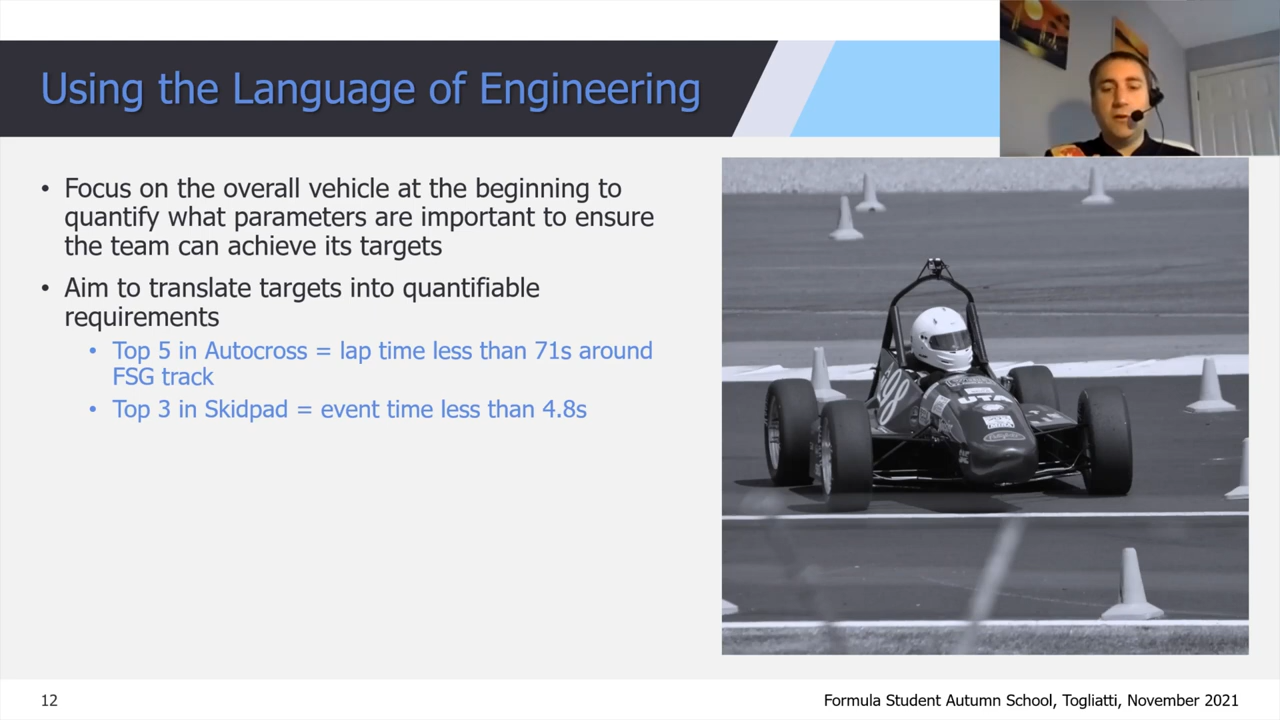 Using the Language of Engineering
• Focus on the overall vehicle at the beginning to
quantify what parameters are important to ensure
the team can achieve its targets
• Aim to translate targets into quantifiable
requirements
• Top 5 in Autocross = lap time less than 71s around
FSG track
• Top 3 in Skidpad = event time less than 4.8s
UTA
12
Formula Student Autumn School, Togliatti, November 2021